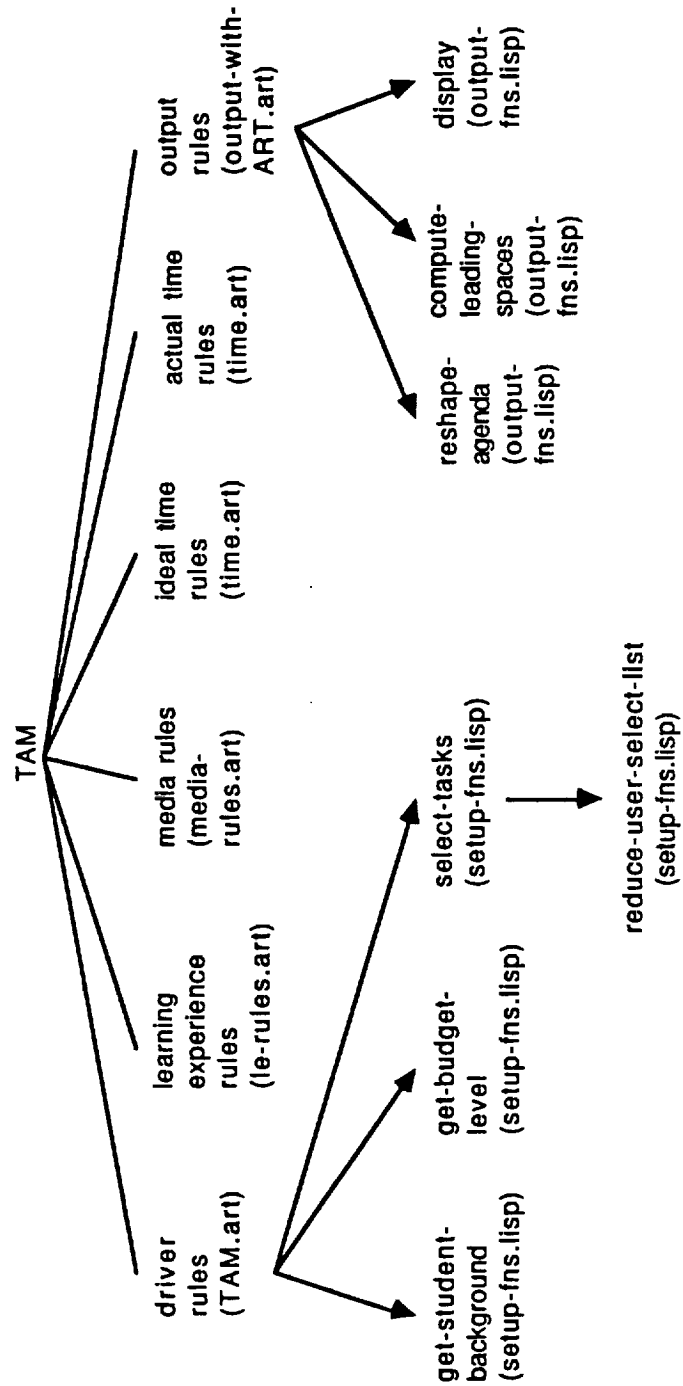 TAM
driver
rules
(TAM.art)
learning
experience
rules
(le-rules.art)
media rules
(media-
rules.art)
ideal time
rules
(time.art)
actual time
rules
(time.art)
output
rules
(output-with-
ART.art)
get-student-
background
(setup-fns.lisp)
get-budget-
level
(setup-fns.lisp)
select-tasks
(setup-fns.lisp)
reshape-
agenda
(output-
fns.lisp)
compute-
leading-
spaces
(output-
fns.lisp)
display
(output-
fns.lisp)
reduce-user-select-list
(setup-fns.lisp)